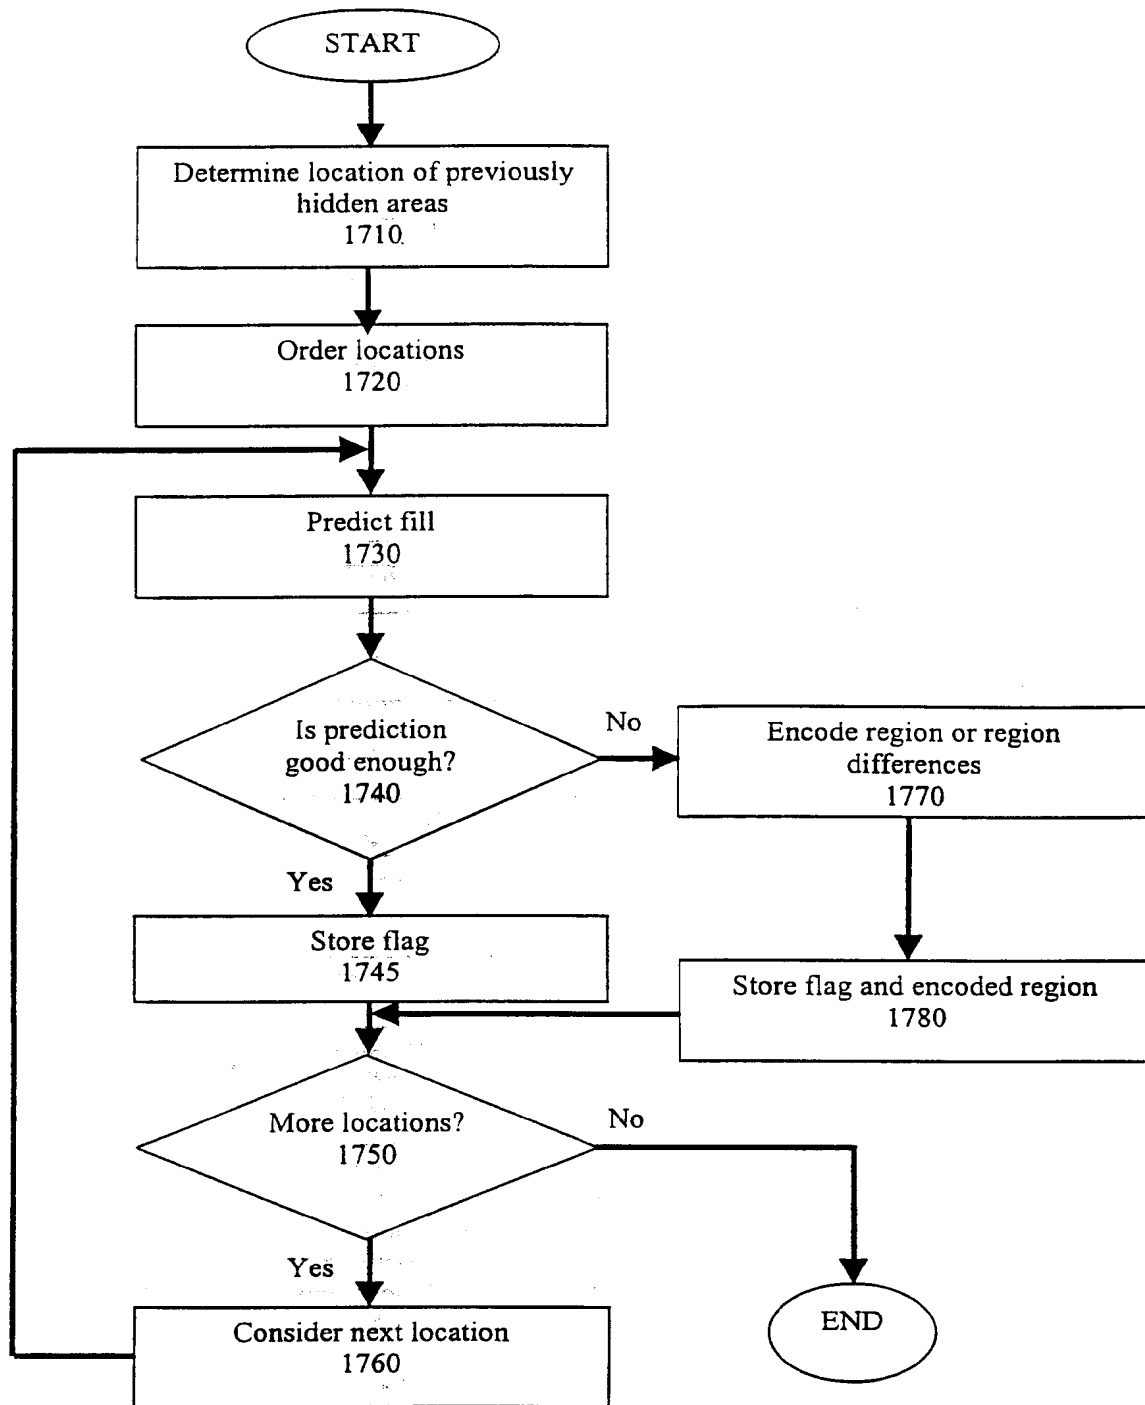 START
Determine location of previously
hidden areas
1710
Order locations
1720
Predict fill
1730
Is prediction
good enough?
1740
No
Encode region or region
differences
1770
Yes
Store flag
1745
Store flag and encoded region
1780
More locations?
1750
No
Yes
Consider next location
1760
END